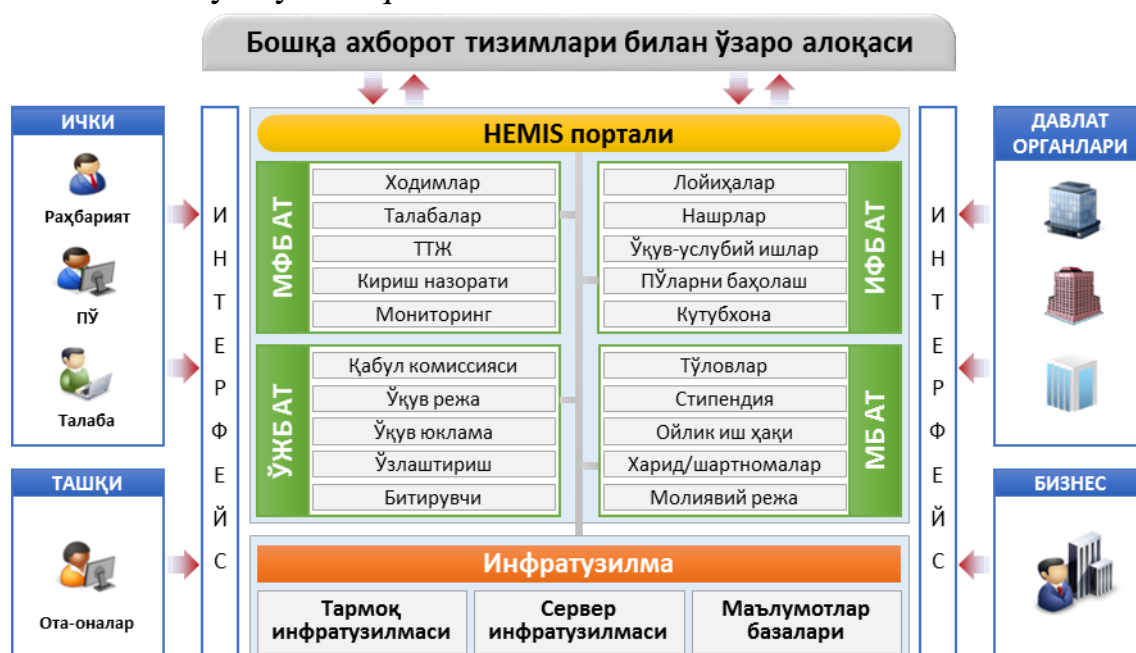 Бошқа ахборот тизимлари билан ўзаро алоқаси
ИЧКИ
Раҳбарият
ПЎ
Талаба
ТАШҚИ
Ота-оналар
ИНТЕРФЕЙС
HEMIS портали
МФБ АТ
Ходимлар
Талабалар
ТТЖ
Кириш назорати
Мониторинг
Лойиҳалар
Нашрлар
Ўқув-услубий ишлар
ПЎларни баҳолаш
Кутубхона
ИФБ АТ
ЎЖБ АТ
Қабул комиссияси
Ўқув режа
Ўқув юклама
Ўзлаштириш
Битирувчи
Тўловлар
Стипендия
Ойлик иш ҳақи
Харид/шартномалар
Молиявий режа
МБ АТ
Инфратузилма
Тармоқ
инфратузилмаси
Сервер
инфратузилмаси
Маълумотлар
базалари
ИНТЕРФЕЙС
ДАВЛАТ
ОРГАНЛАРИ
БИЗНЕС